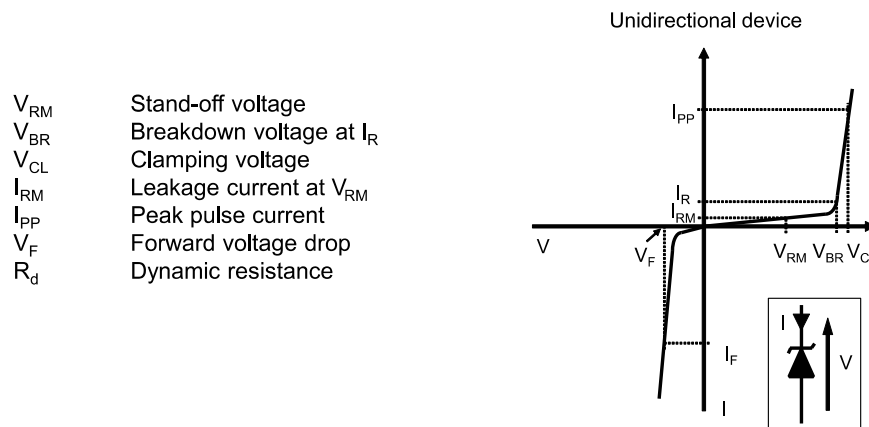 Unidirectional device
V_RM Stand-off voltage
V_BR Breakdown voltage at I_R
V_CL Clamping voltage
I_RM Leakage current at V_RM
I_PP Peak pulse current
V_F Forward voltage drop
R_d Dynamic resistance
I_PP
I_R
I_RM
V
V_F
V_RM V_BR V_C
I_F
I
I
V